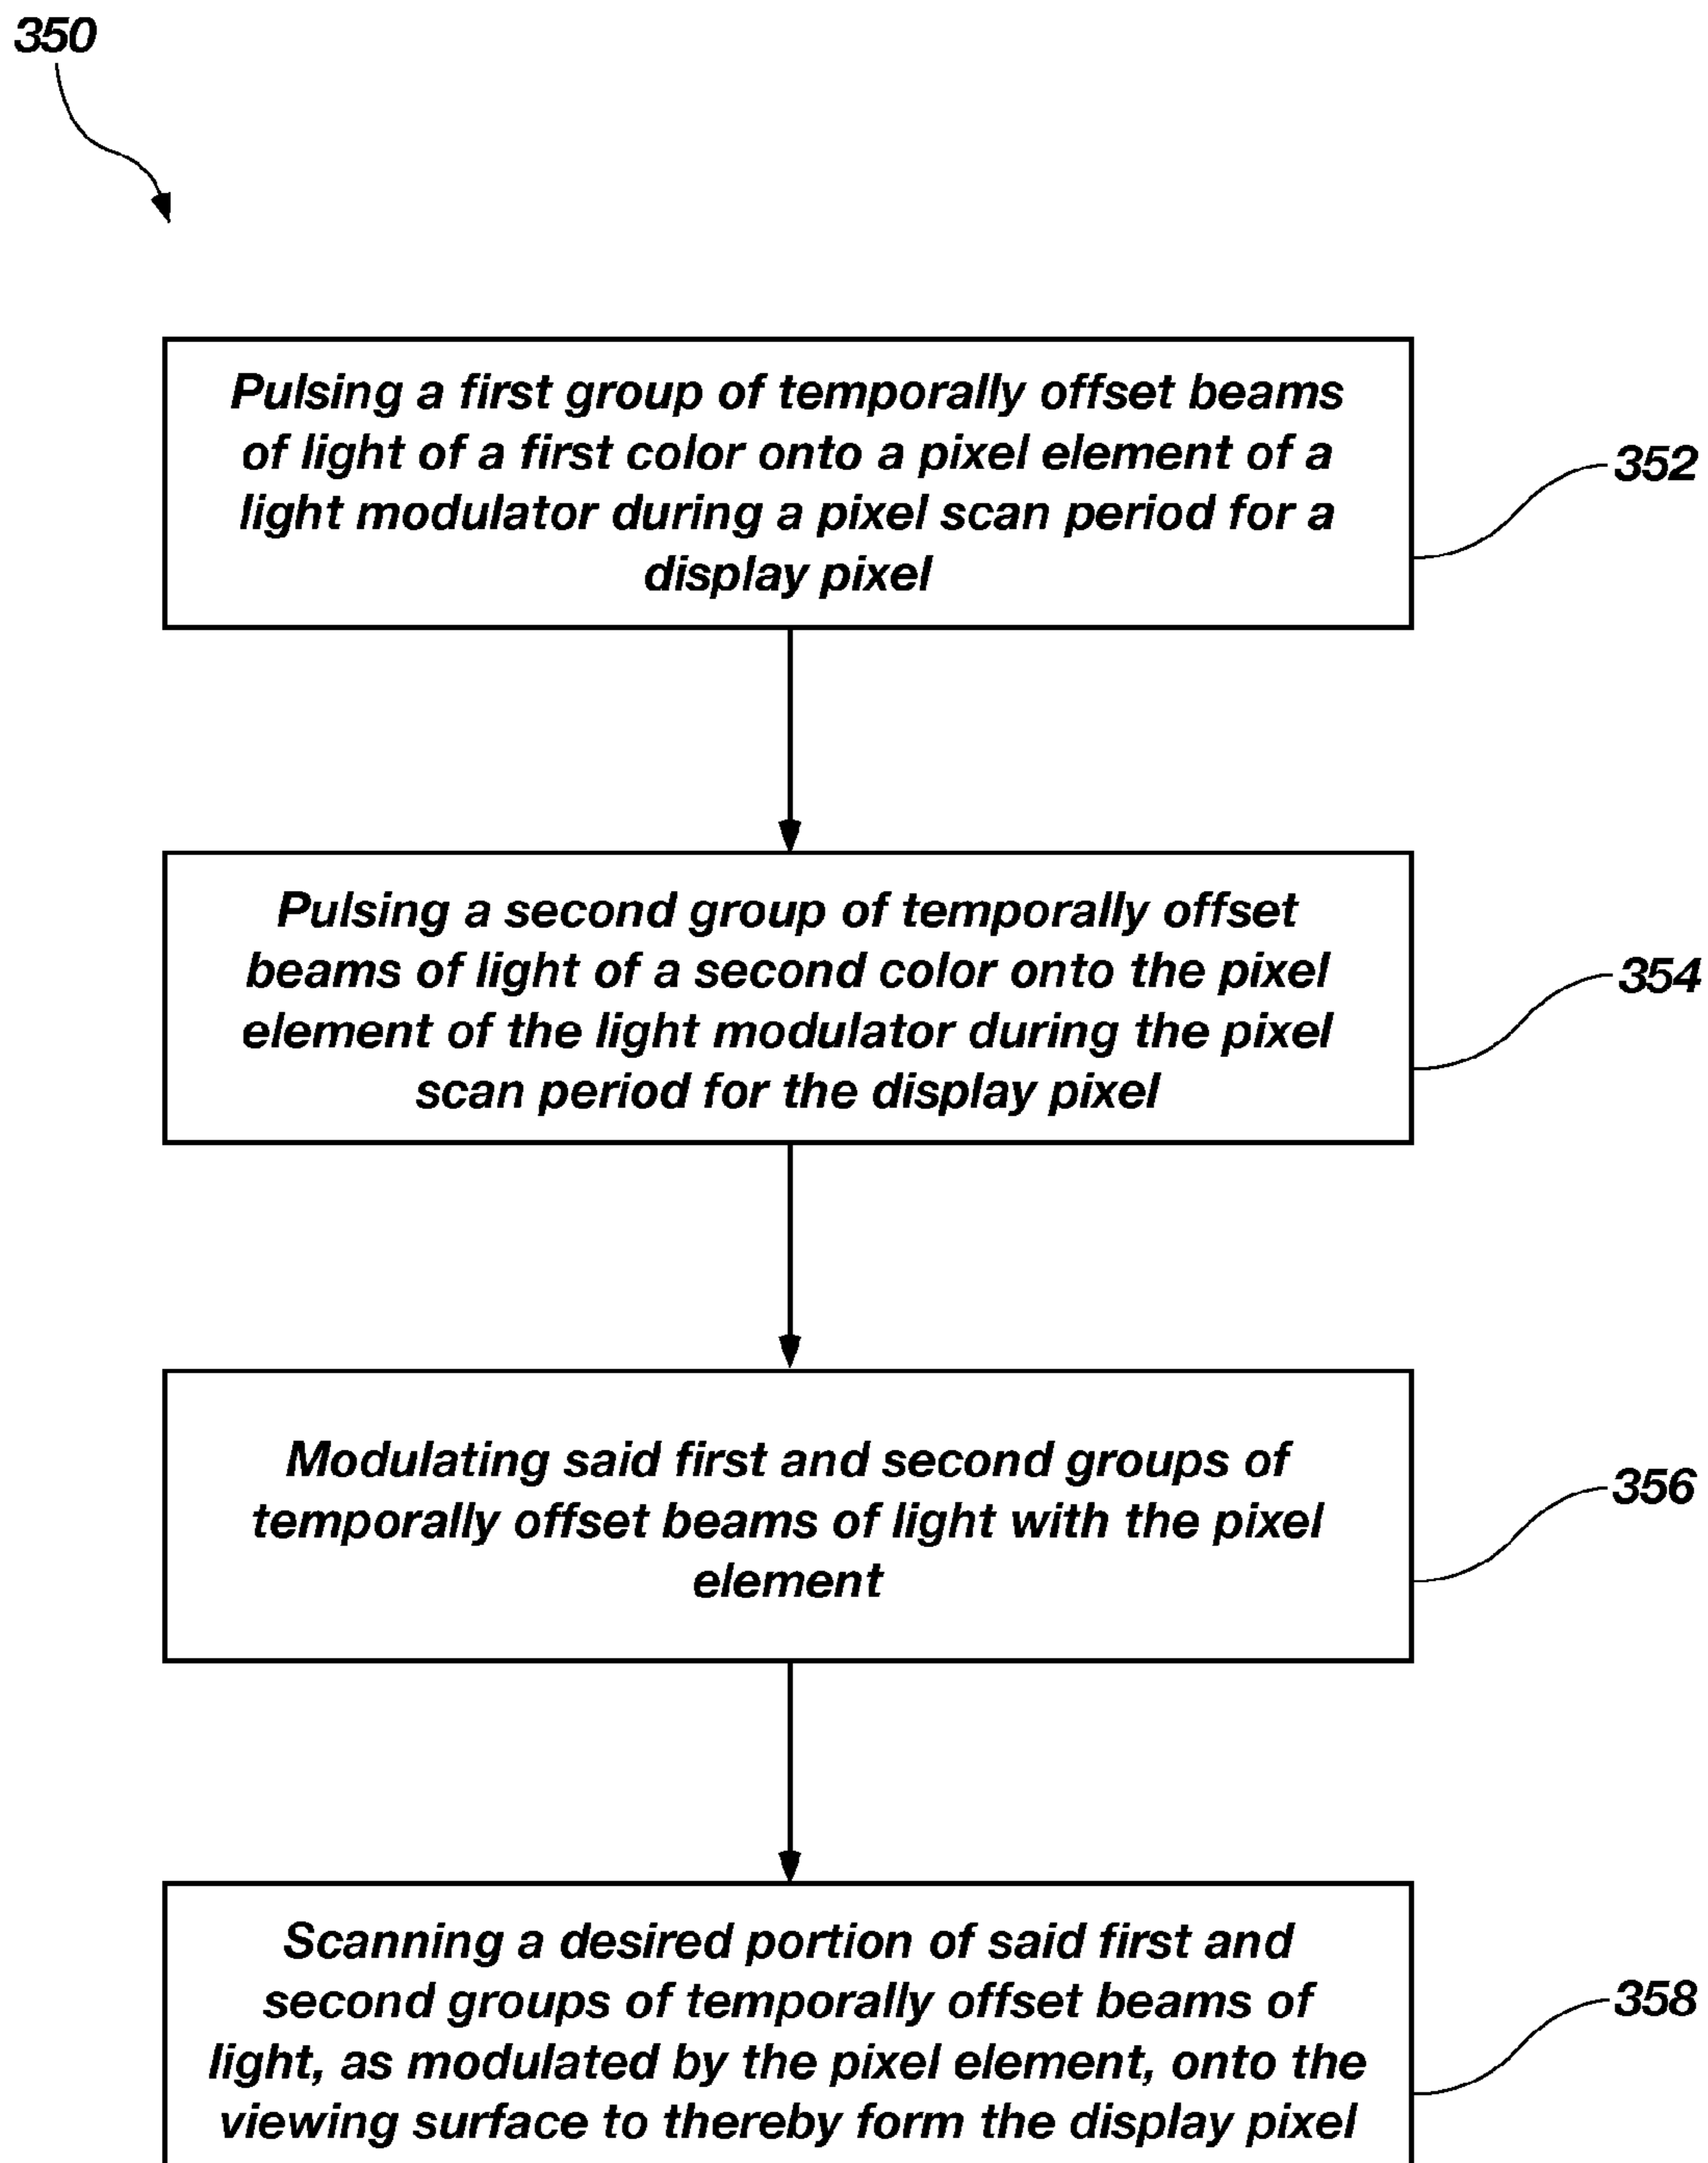 350
Pulsing a first group of temporally offset beams
of light of a first color onto a pixel element of a
light modulator during a pixel scan period for a
display pixel
352
Pulsing a second group of temporally offset
beams of light of a second color onto the pixel
element of the light modulator during the pixel
scan period for the display pixel
354
Modulating said first and second groups of
temporally offset beams of light with the pixel
element
356
Scanning a desired portion of said first and
second groups of temporally offset beams of
light, as modulated by the pixel element, onto the
viewing surface to thereby form the display pixel
358